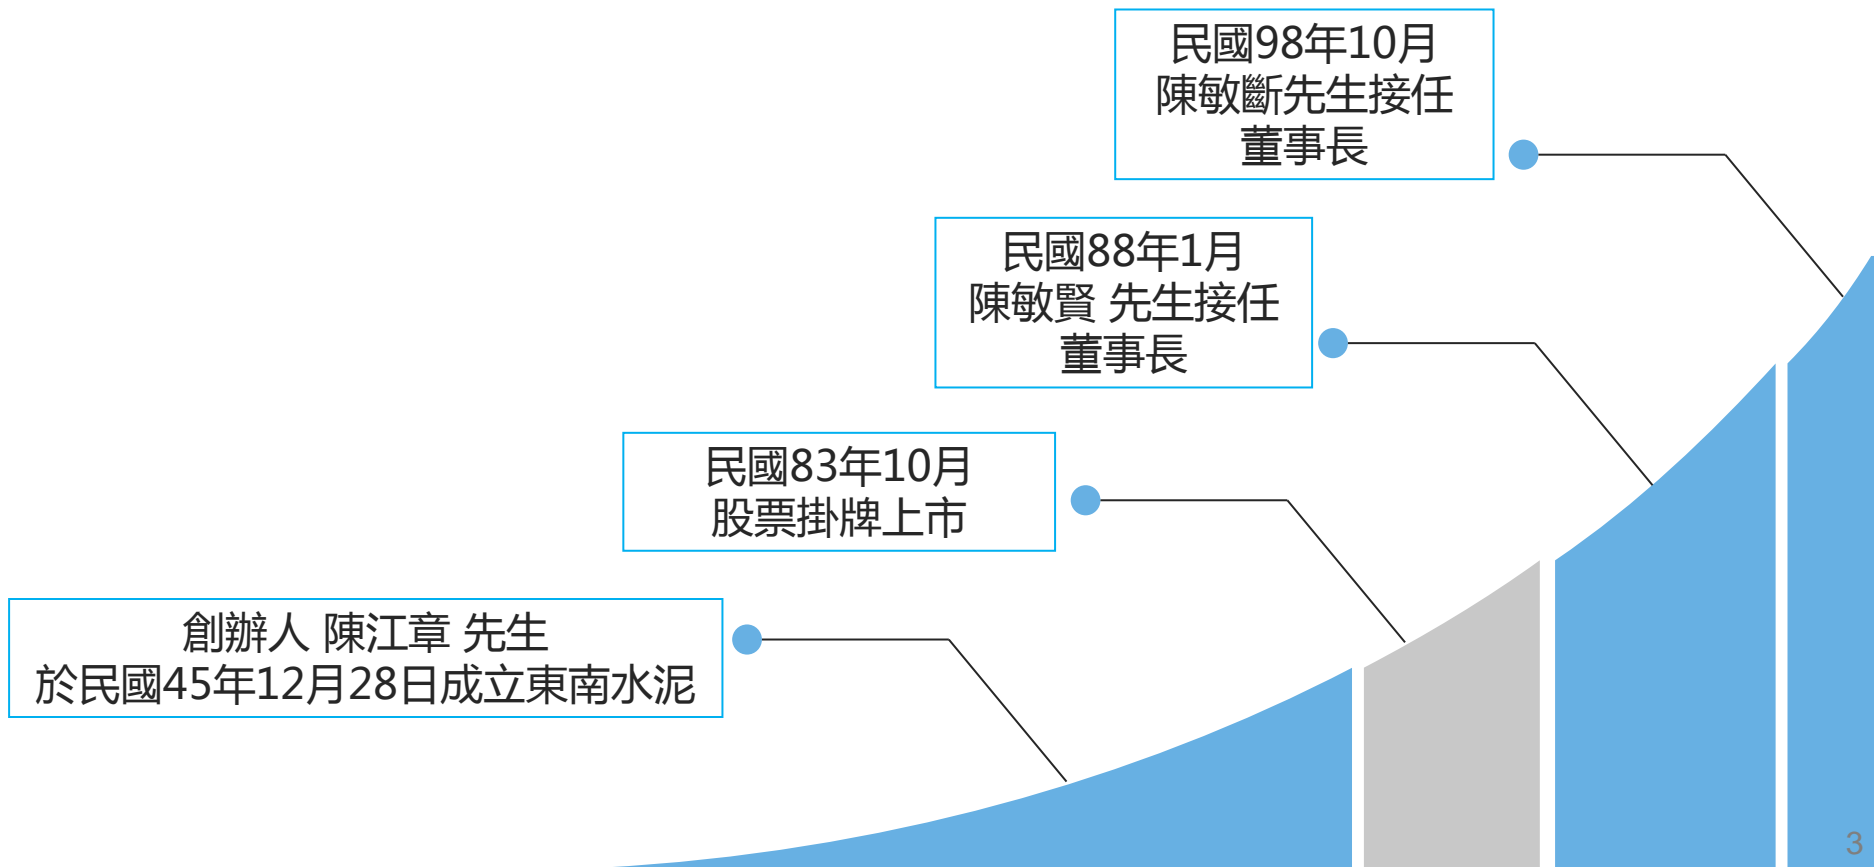 民國98年10月
陳敏斷先生接任
董事長
民國88年1月
陳敏賢 先生接任
董事長
民國83年10月
股票掛牌上市
創辦人 陳江章 先生
於民國45年12月28日成立東南水泥
3